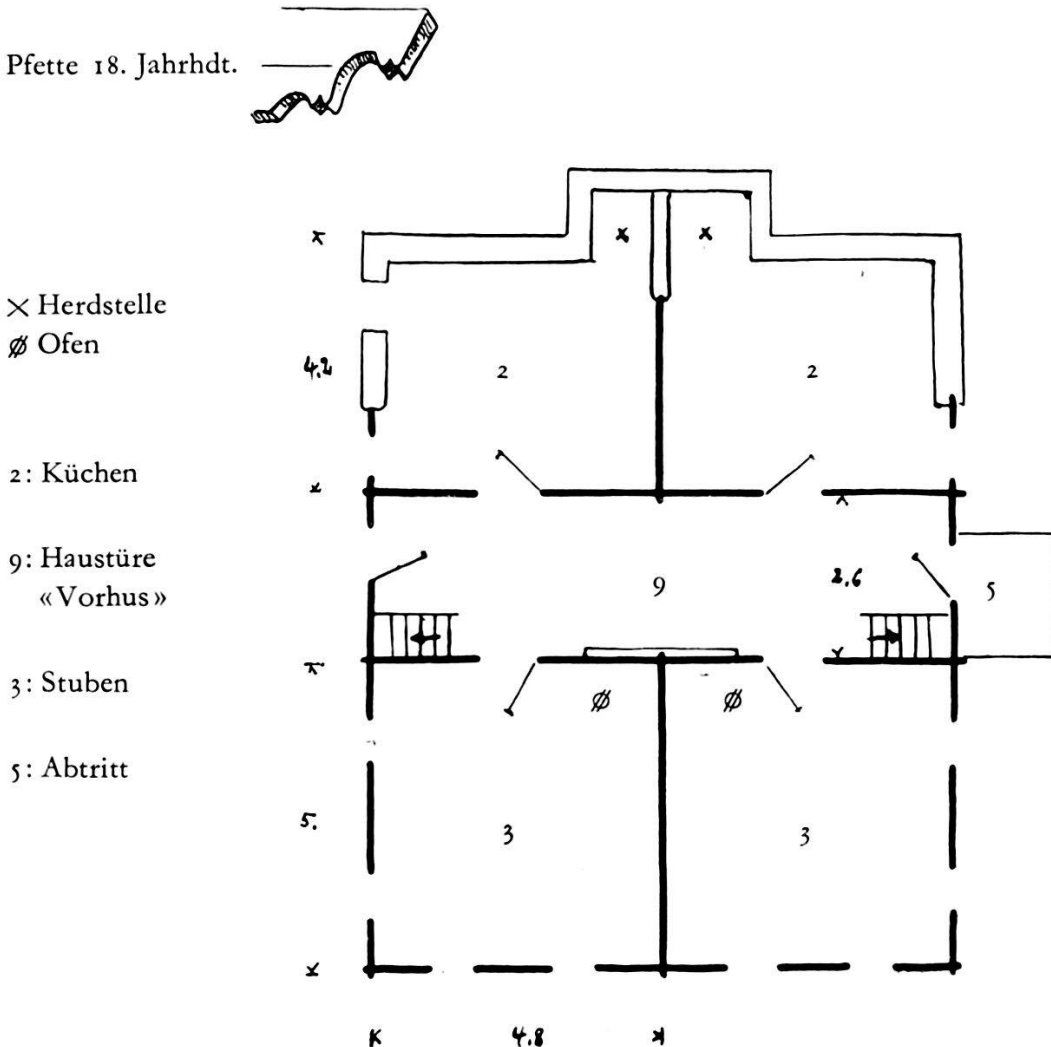 Pfette 18. Jahrhdt.
× Herdstelle
ø Ofen
4.2
2
2
2: Küchen
9: Haustüre
«Vorhus»
9
2.6
5
3: Stuben
5: Abtritt
5.
3
3
4.8